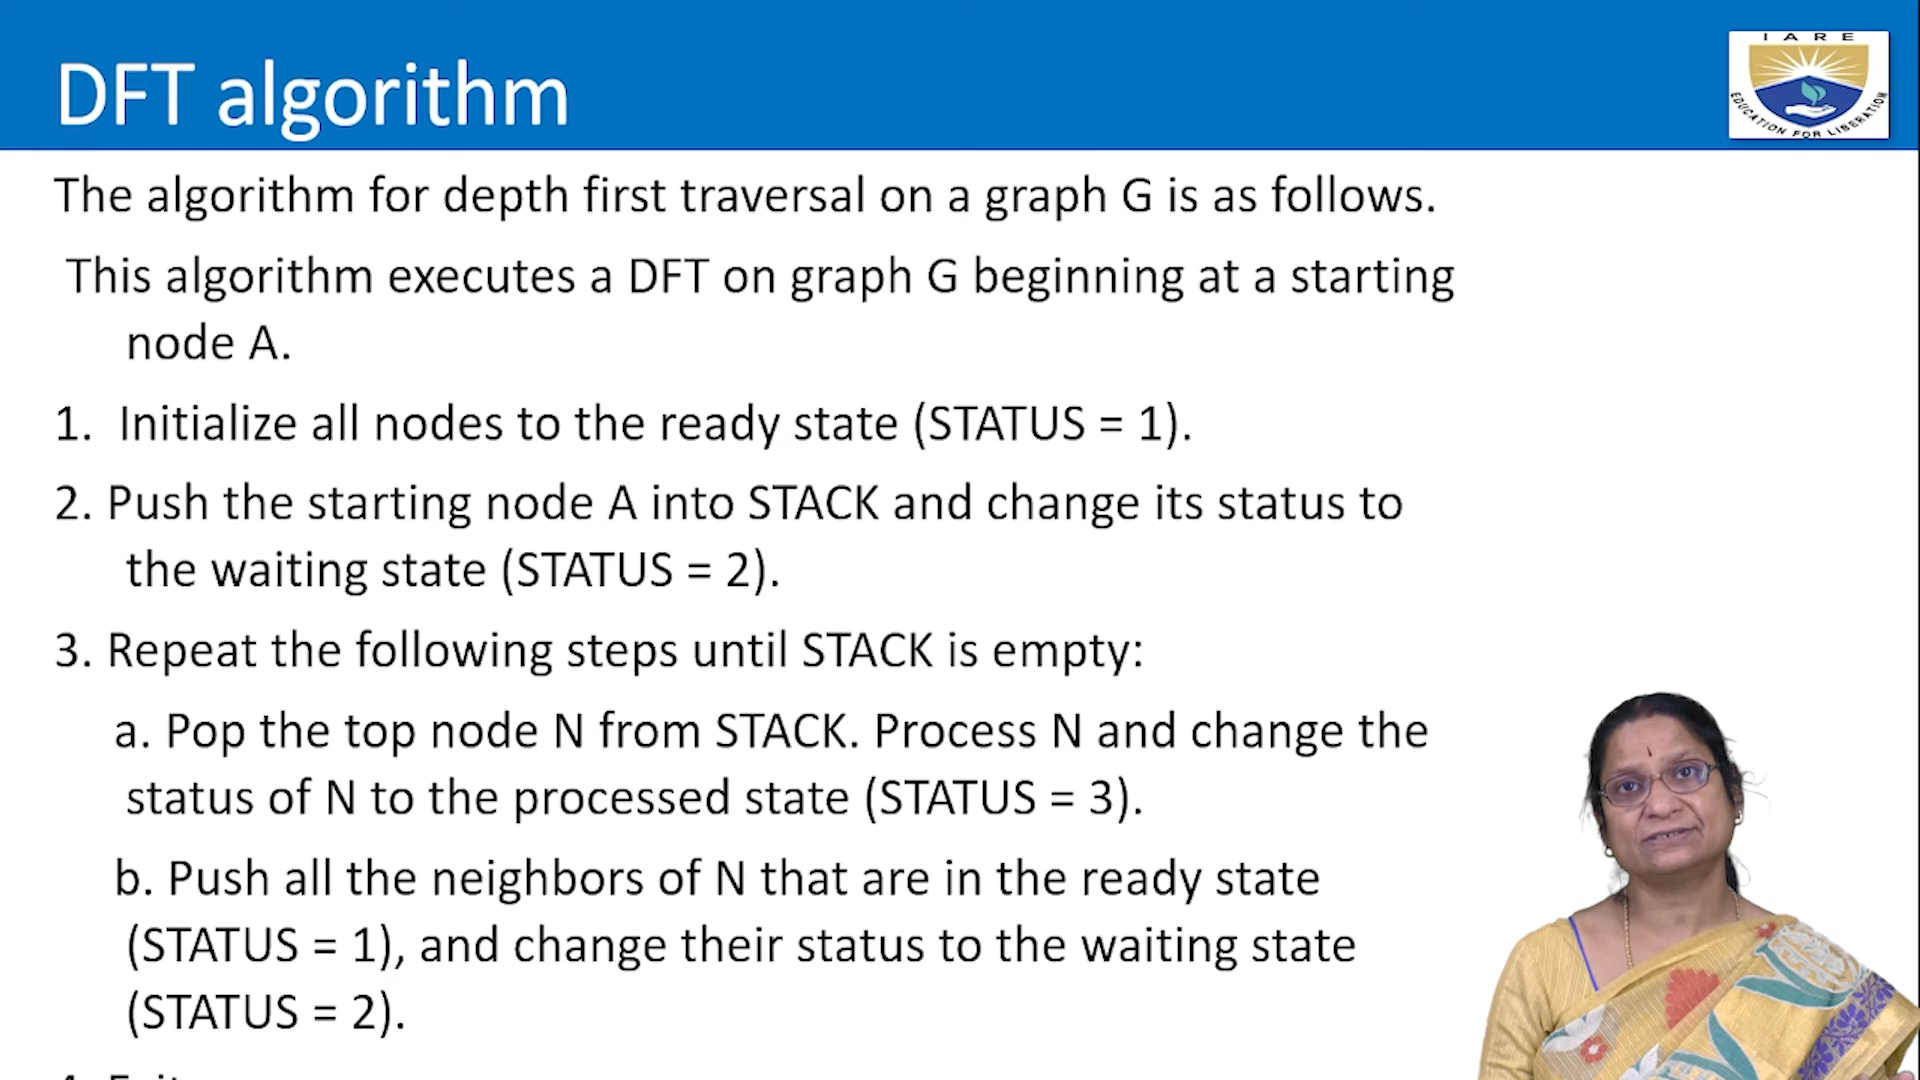 DFT algorithm
I A R E
EDUCATION FOR LIBERATION
The algorithm for depth first traversal on a graph G is as follows.
This algorithm executes a DFT on graph G beginning at a starting
node A.
1. Initialize all nodes to the ready state (STATUS = 1).
2. Push the starting node A into STACK and change its status to
the waiting state (STATUS = 2).
3. Repeat the following steps until STACK is empty:
a. Pop the top node N from STACK. Process N and change the
status of N to the processed state (STATUS = 3).
b. Push all the neighbors of N that are in the ready state
(STATUS = 1), and change their status to the waiting state
(STATUS = 2).
4. Exit